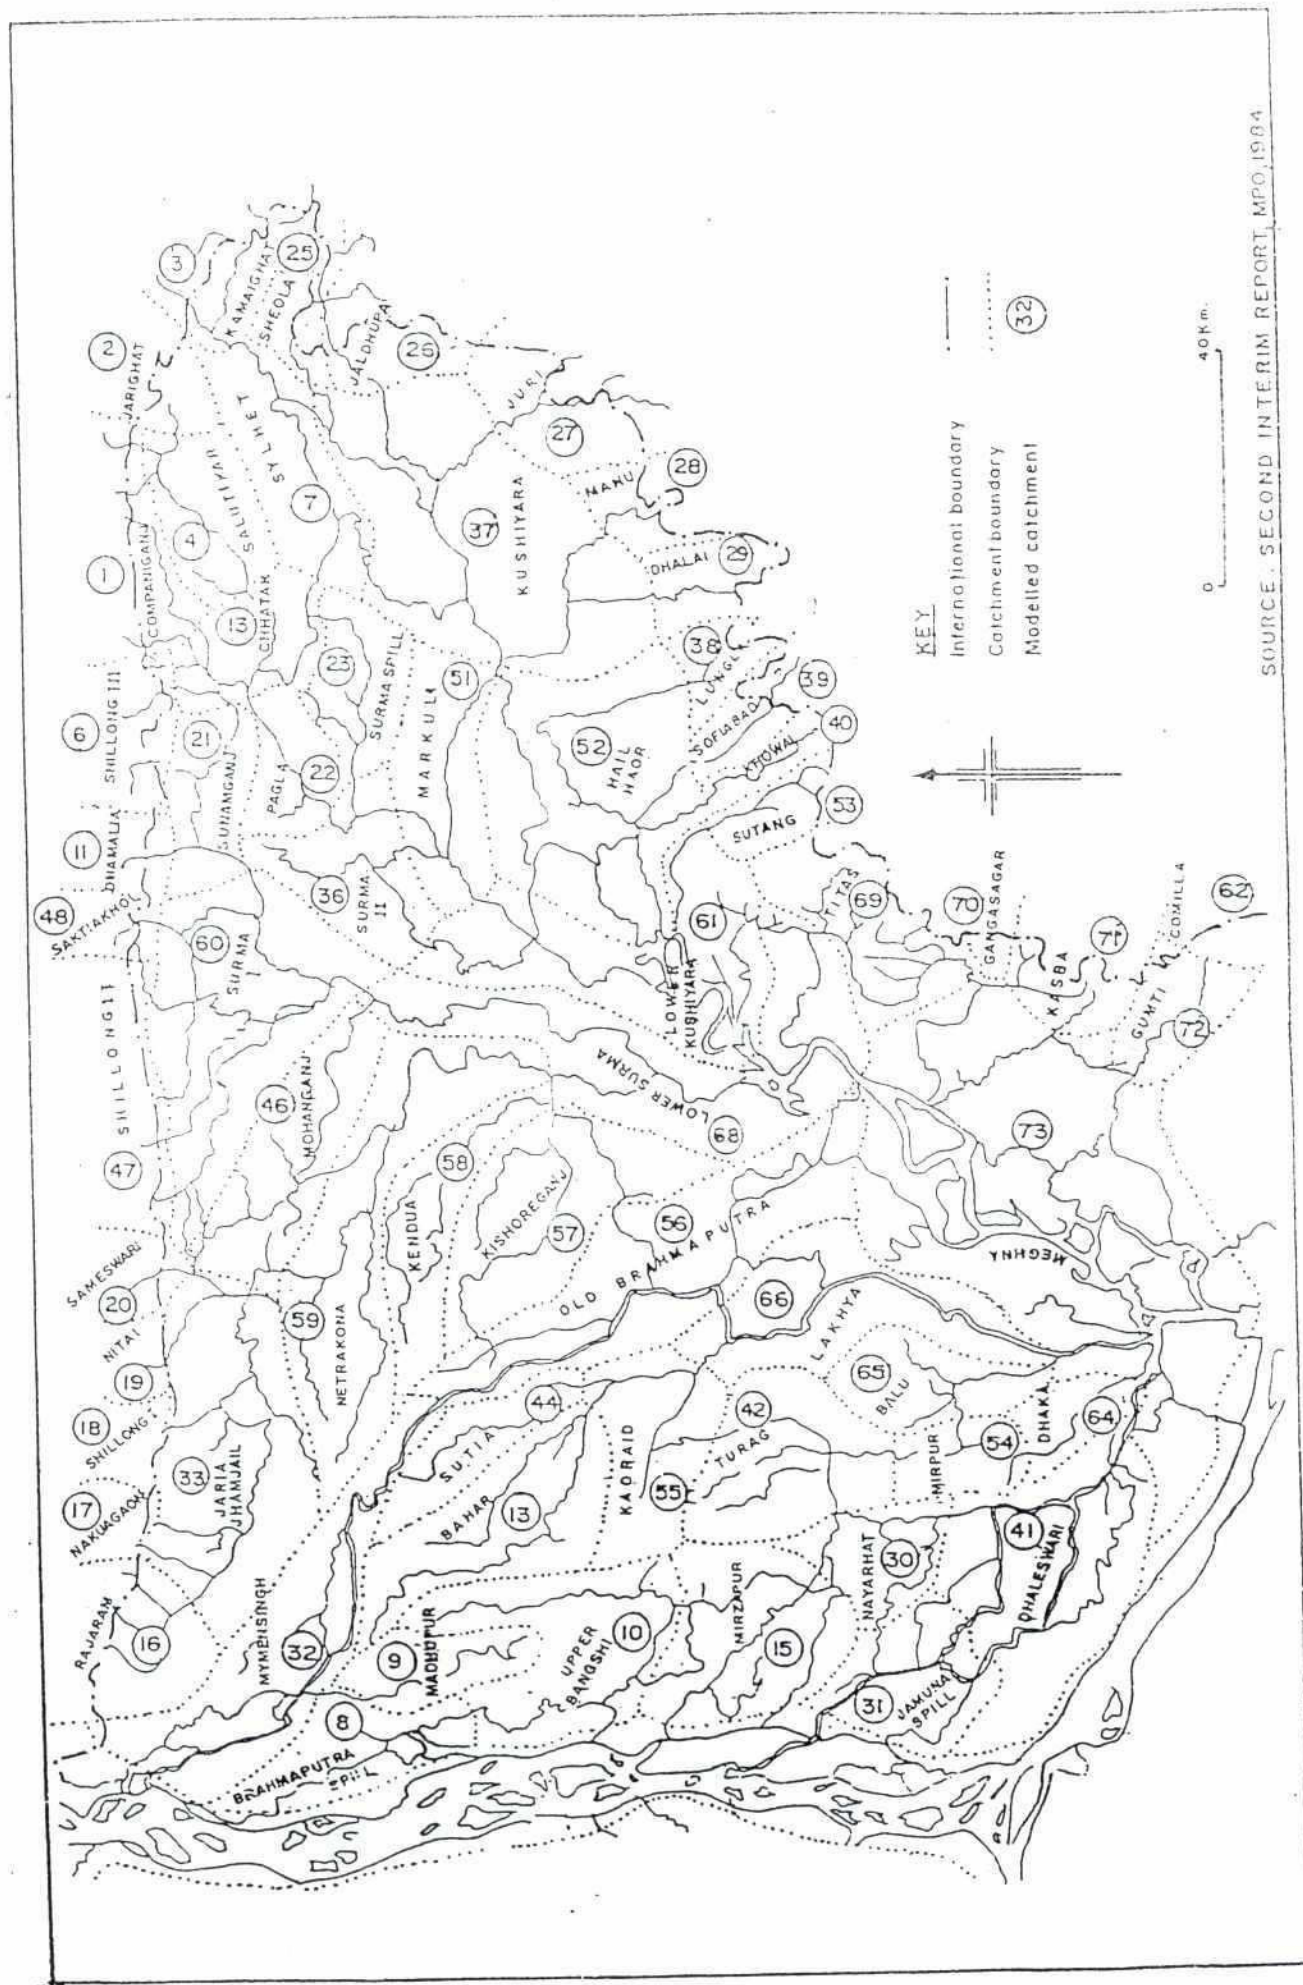 48
SAKTIAKHOL
11
DHAMALIA
6
SHILLONG III
1
COMPANIGANJ
2
JARIGHAT
3
KAMAIGHAT
SHEOLA
25
JALDHUPA
26
JURI
27
MANU
28
DHALAI
29
KUSHIYARA
37
SYLHET
7
SALUTIYAR
4
CHHATAK
21
SUNAMGANJ
PAGLA
22
23
SURMA SPILL
MARKULI
51
52
HAIL
HAOR
38
LUNGLA
39
SOFIABAD
KHOWAI
40
SUTANG
53
36
SURMA
II
60
SURMA
I
SHILLONG II
47
46
MOHANGANJ
LOWER SURMA
68
LOWER
KUSHIYARA
61
TITAS
69
70
GANGASAGAR
KASBA
71
GUMTI
COMILLA
62
72
73
MEGHNA
SAMESWARI
20
NITAI
19
18
SHILLONG I
17
NAKUAGAON
RAJARAM
16
33
JARIA
JHAMJAIL
59
NETRAKONA
KENDUA
58
KISHOREGANJ
57
56
OLD BRAHMAPUTRA
66
LAKHYA
65
BALU
MYMENSINGH
32
SUTIA
44
BAHAR
13
KAORAID
55
42
TURAG
MIRPUR
54
DHAKA
64
9
MADHUPUR
UPPER
BANGSHI
10
MIRZAPUR
15
NAYARHAT
30
41
DHALESWARI
31
JAMUNA
SPILL
8
BRAHMAPUTRA
SPILL
KEY
International boundary
Catchment boundary
Modelled catchment
32
0
40Km.
SOURCE. SECOND INTERIM REPORT, MPO, 1984